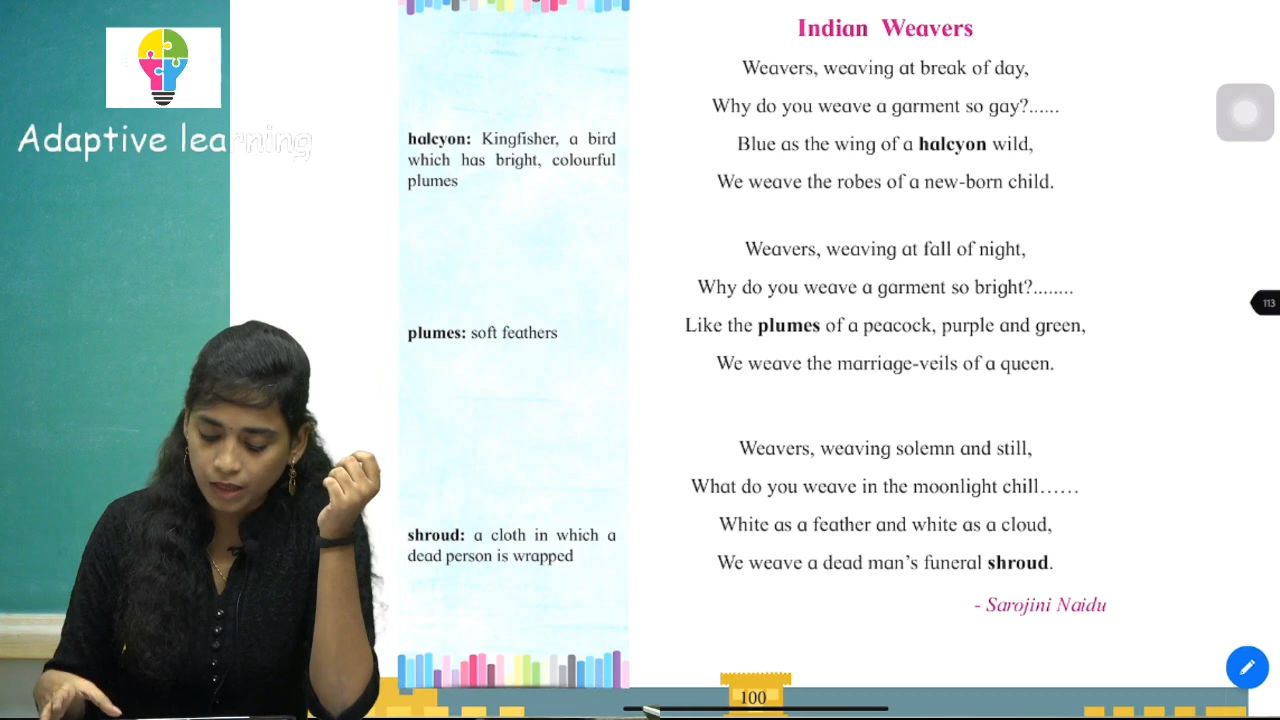 Adaptive learning
halcyon: Kingfisher, a bird
which has bright, colourful
plumes
plumes: soft feathers
shroud: a cloth in which a
dead person is wrapped
Indian Weavers
Weavers, weaving at break of day,
Why do you weave a garment so gay?......
Blue as the wing of a halcyon wild,
We weave the robes of a new-born child.
Weavers, weaving at fall of night,
Why do you weave a garment so bright?........
Like the plumes of a peacock, purple and green,
We weave the marriage-veils of a queen.
Weavers, weaving solemn and still,
What do you weave in the moonlight chill……
White as a feather and white as a cloud,
We weave a dead man’s funeral shroud.
- Sarojini Naidu
113
100